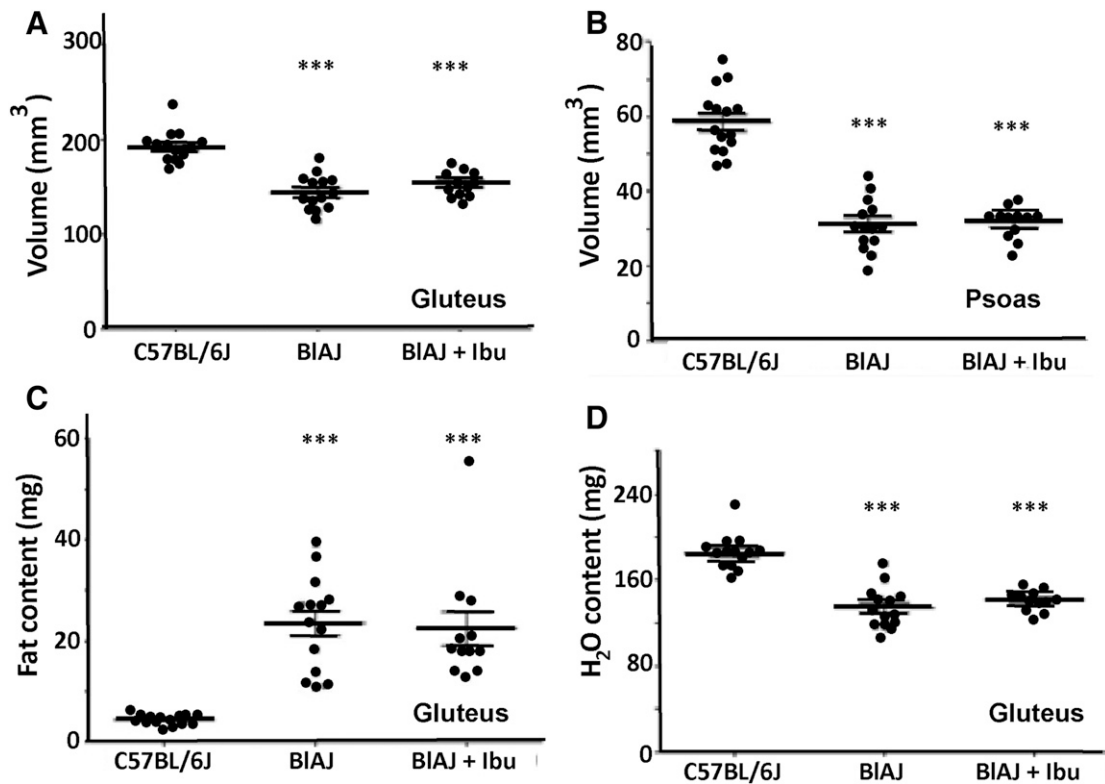 A
Volume (mm3)
300
200
100
0
*** ***
Gluteus
C57BL/6J BlAJ BlAJ + Ibu
B
Volume (mm3)
80
60
40
20
0
*** ***
Psoas
C57BL/6J BlAJ BlAJ + Ibu
C
Fat content (mg)
60
40
20
0
*** ***
Gluteus
C57BL/6J BlAJ BlAJ + Ibu
D
H2O content (mg)
240
160
80
0
*** ***
Gluteus
C57BL/6J BlAJ BlAJ + Ibu